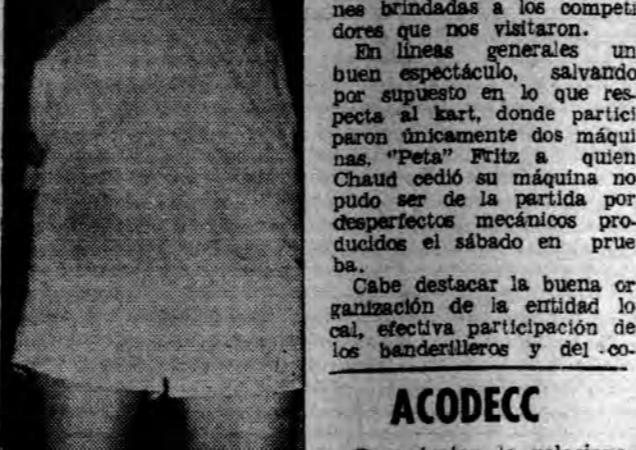 nes brindadas a los competi
dores que nos visitaron.
En líneas generales un
buen espectáculo, salvando
por supuesto en lo que res-
pecta al kart, donde partici
paron únicamente dos máqui
nas. "Peta" Fritz a quien
Chaud cedió su máquina no
pudo ser de la partida por
desperfectos mecánicos pro-
ducidos el sábado en prue
ba.
Cabe destacar la buena or
ganización de la entidad lo
cal, efectiva participación de
los banderilleros y del co-
ACODECC